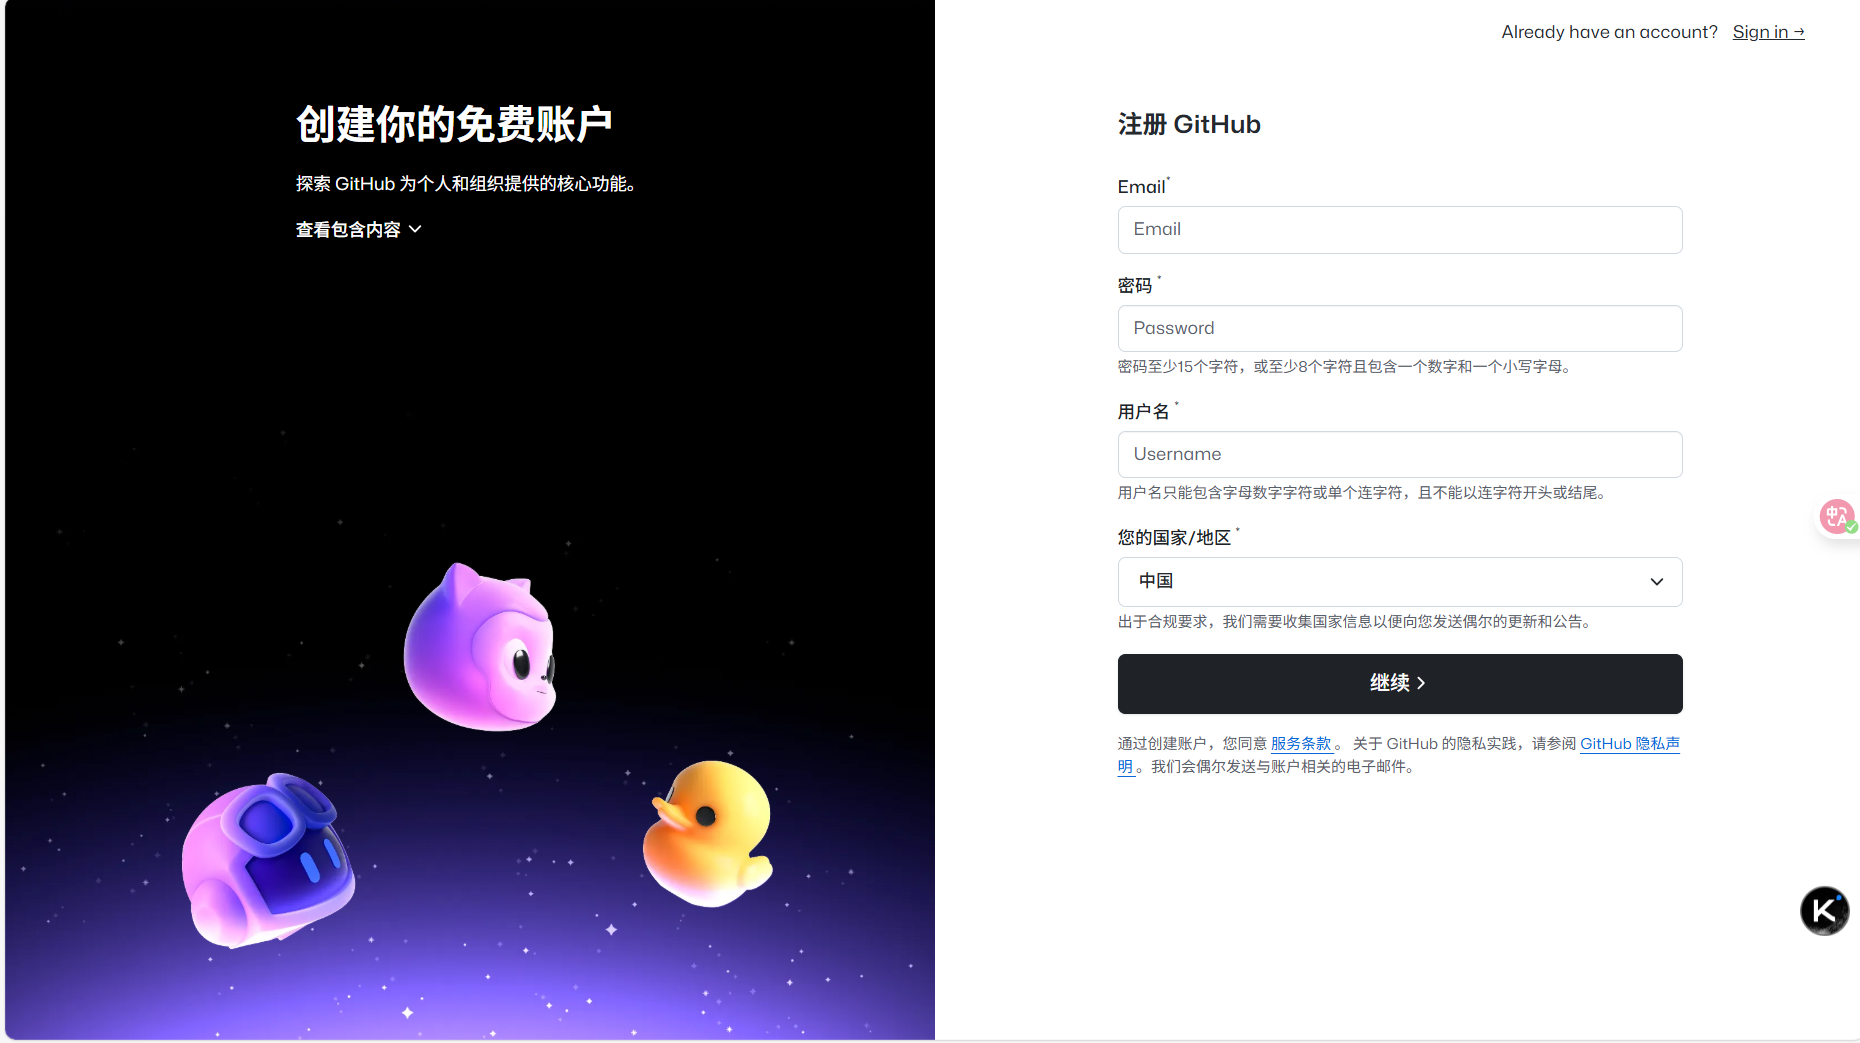 Already have an account? Sign in →
创建你的免费账户
探索 GitHub 为个人和组织提供的核心功能。
查看包含内容
注册 GitHub
Email*
Email
密码 *
Password
密码至少15个字符，或至少8个字符且包含一个数字和一个小写字母。
用户名 *
Username
用户名只能包含字母数字字符或单个连字符，且不能以连字符开头或结尾。
您的国家/地区 *
中国
出于合规要求，我们需要收集国家信息以便向您发送偶尔的更新和公告。
继续
通过创建账户，您同意 服务条款 。 关于 GitHub 的隐私实践，请参阅 GitHub 隐私声
明 。我们会偶尔发送与账户相关的电子邮件。
中
A
K